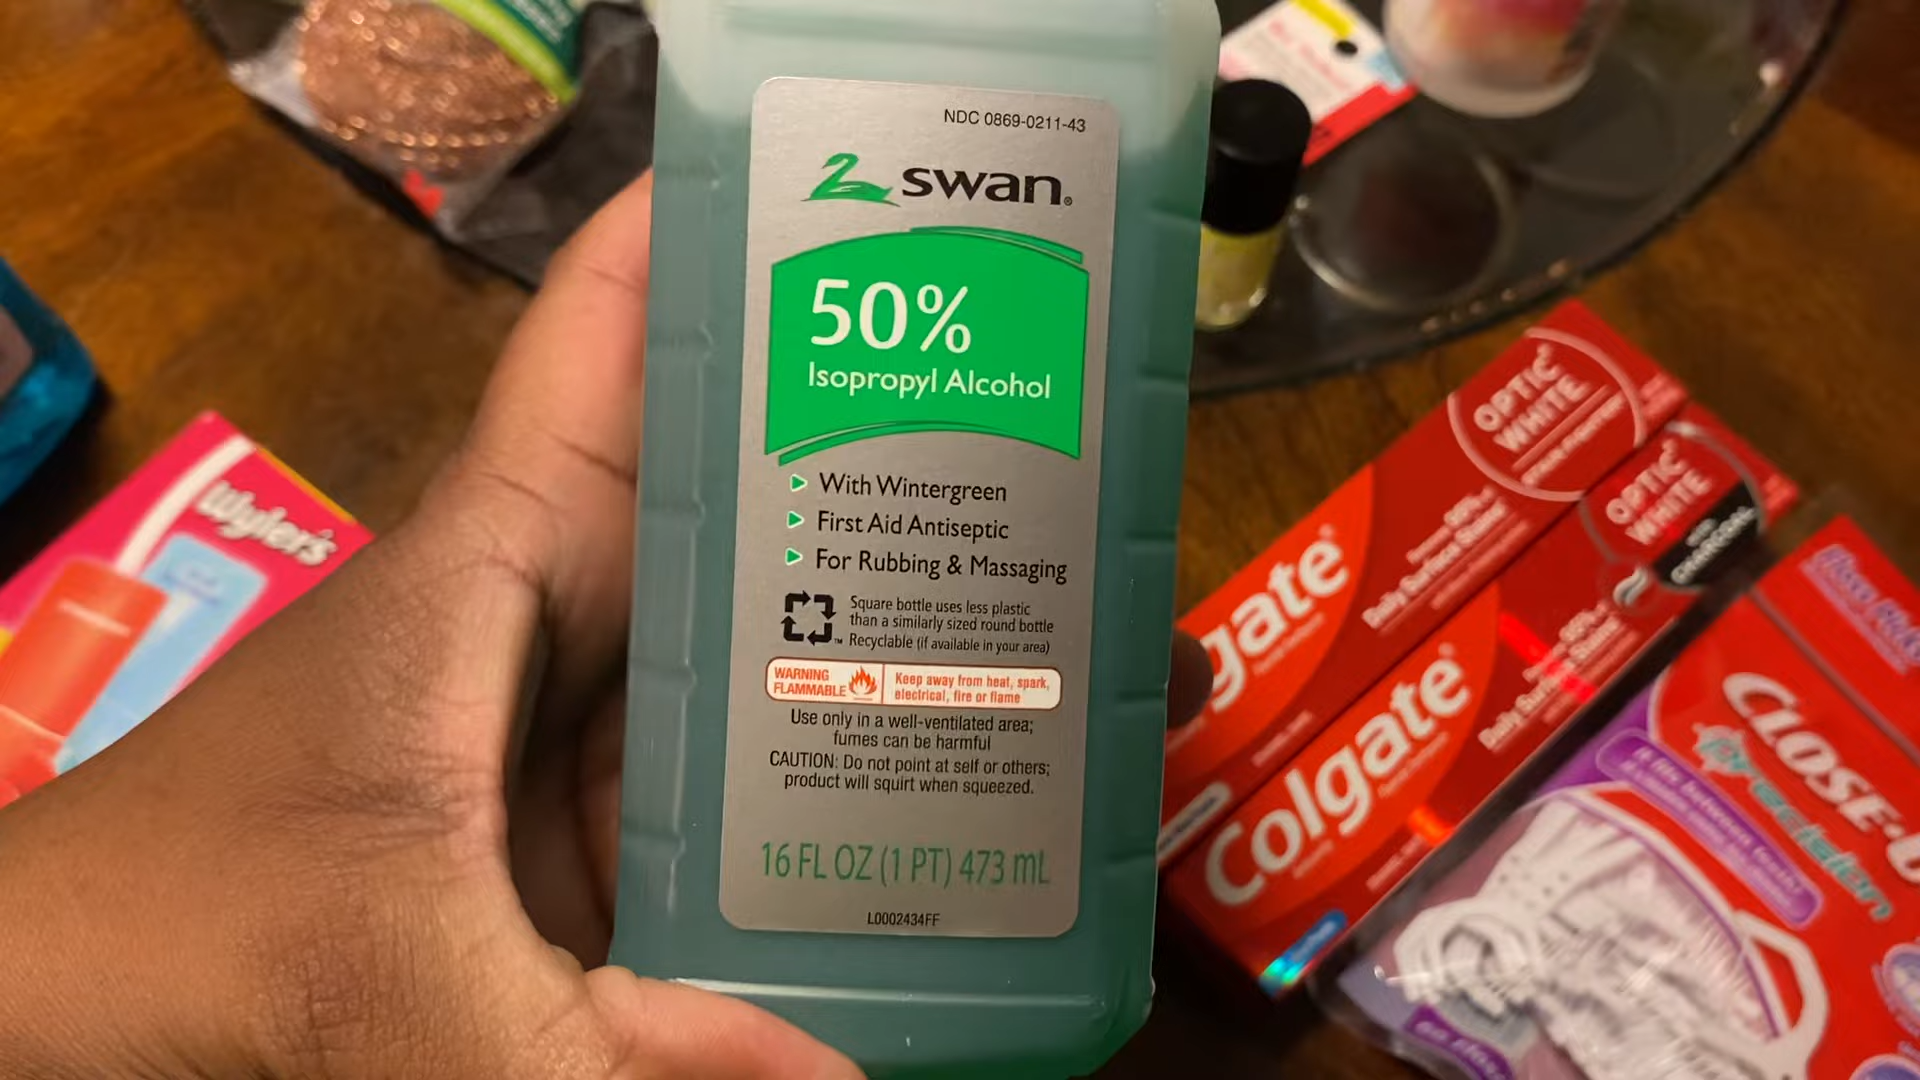 NDC 0869-0211-43
swan®
50%
Isopropyl Alcohol
With Wintergreen
First Aid Antiseptic
For Rubbing & Massaging
Square bottle uses less plastic
than a similarly sized round bottle
™ Recyclable (if available in your area)
WARNING
FLAMMABLE
Keep away from heat, spark,
electrical, fire or flame
Use only in a well-ventilated area;
fumes can be harmful
CAUTION: Do not point at self or others;
product will squirt when squeezed.
16 FL OZ (1 PT) 473 mL
L0002434FF
Wyler's
OPTIC
WHITE
gate
OPTIC
WHITE
WITH
CHARCOAL
Colgate
CLOSE-U
precision